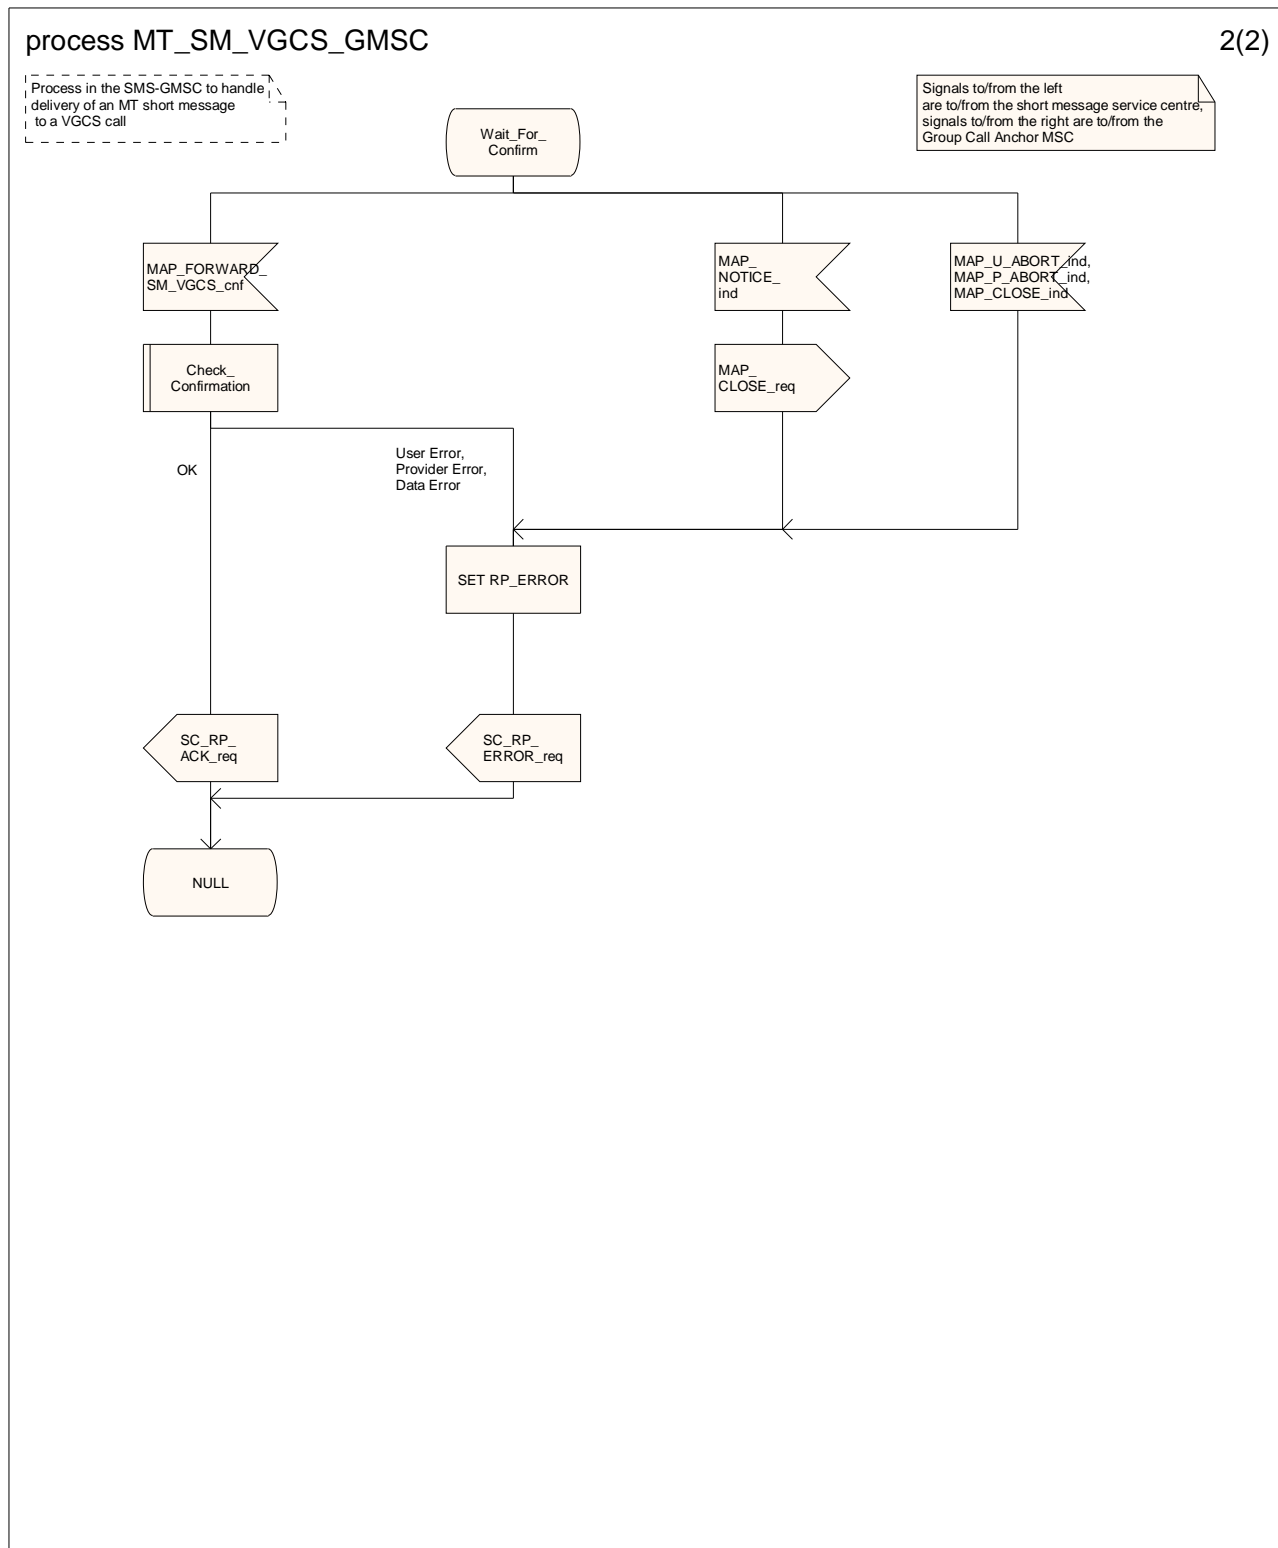 process MT_SM_VGCS_GMSC
2(2)
Process in the SMS-GMSC to handle
delivery of an MT short message
to a VGCS call
Signals to/from the left
are to/from the short message service centre,
signals to/from the right are to/from the
Group Call Anchor MSC
Wait_For_
Confirm
MAP_FORWARD_
SM_VGCS_cnf
MAP_
NOTICE_
ind
MAP_U_ABORT_ind,
MAP_P_ABORT_ind,
MAP_CLOSE_ind
Check_
Confirmation
MAP_
CLOSE_req
OK
User Error,
Provider Error,
Data Error
SET RP_ERROR
SC_RP_
ACK_req
SC_RP_
ERROR_req
NULL